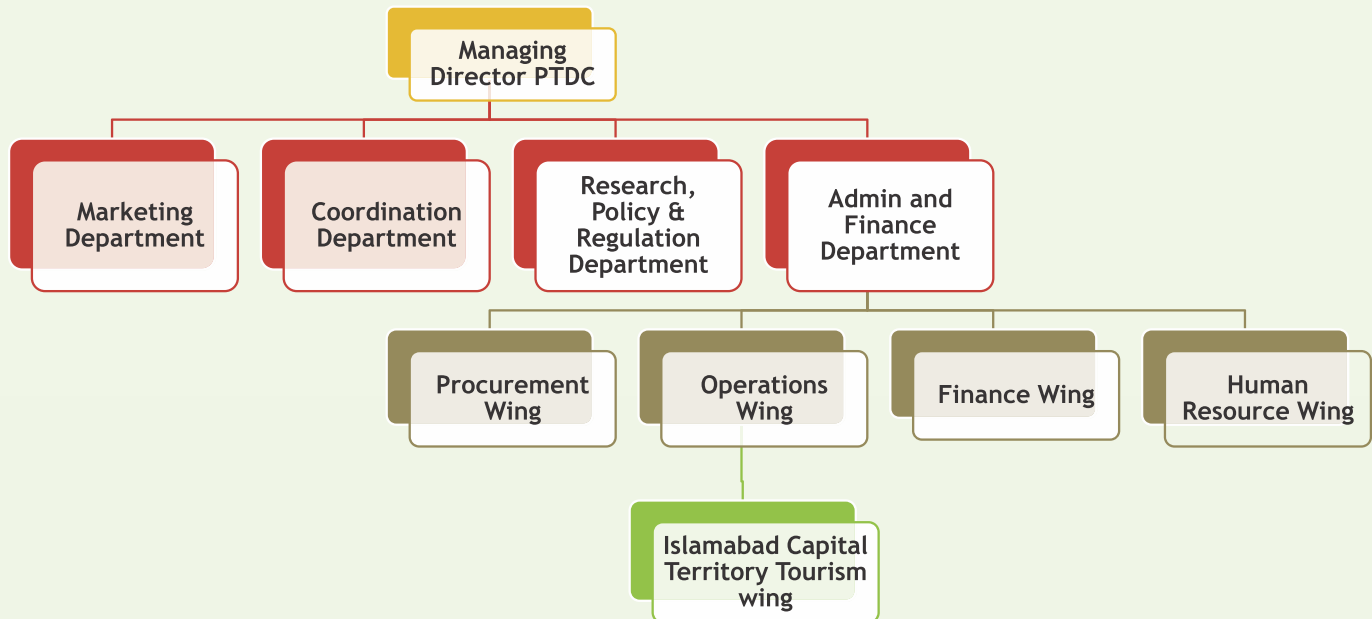 Managing
Director PTDC
Marketing
Department
Coordination
Department
Research,
Policy &
Regulation
Department
Admin and
Finance
Department
Procurement
Wing
Operations
Wing
Finance Wing
Human
Resource Wing
Islamabad Capital
Territory Tourism
wing